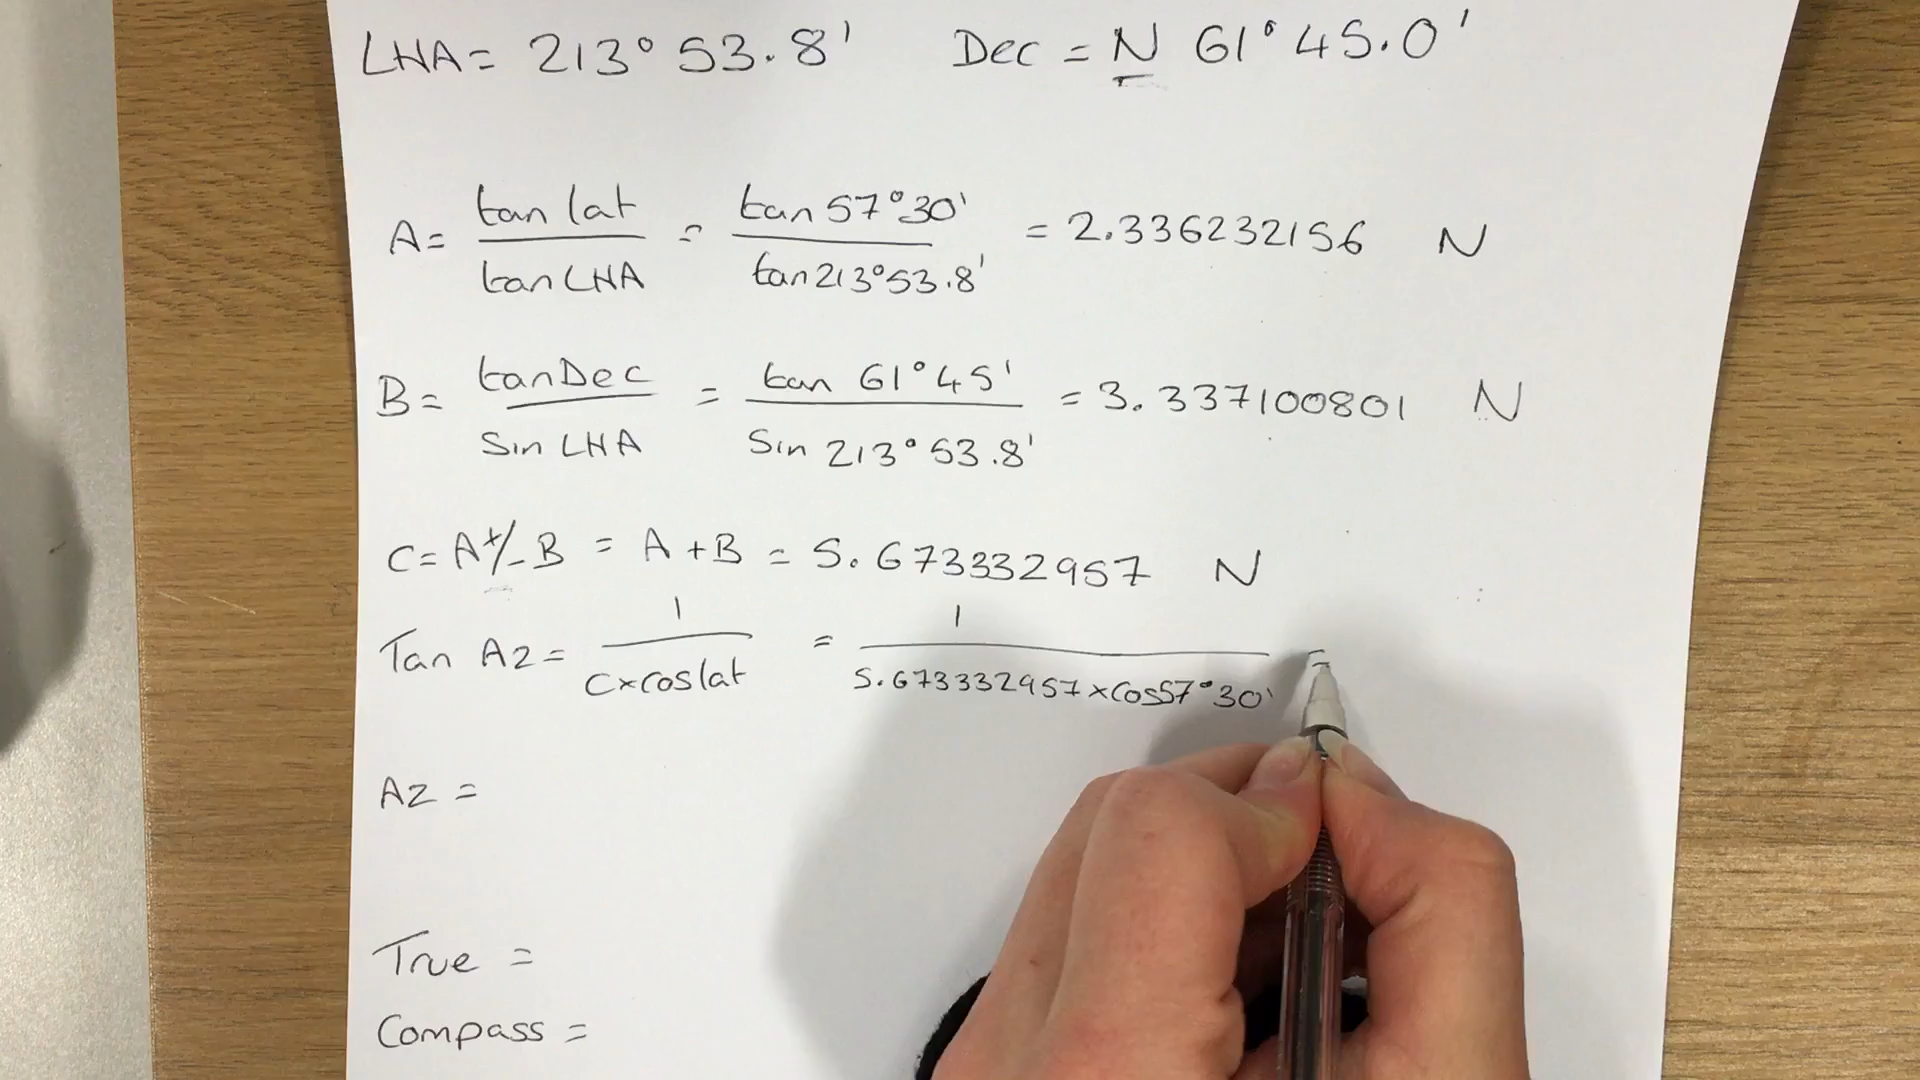 LHA = 213° 53.8' Dec = N 61° 45.0'
A = tan lat / tan LHA = tan 57°30' / tan 213°53.8' = 2.336232156 N
B = tan Dec / Sin LHA = tan 61°45' / Sin 213°53.8' = 3.337100801 N
C = A +/- B = A + B = 5.673332957 N
Tan Az = 1 / C×cos lat = 1 / 5.673332957 × Cos 57°30' =
Az =
True =
Compass =